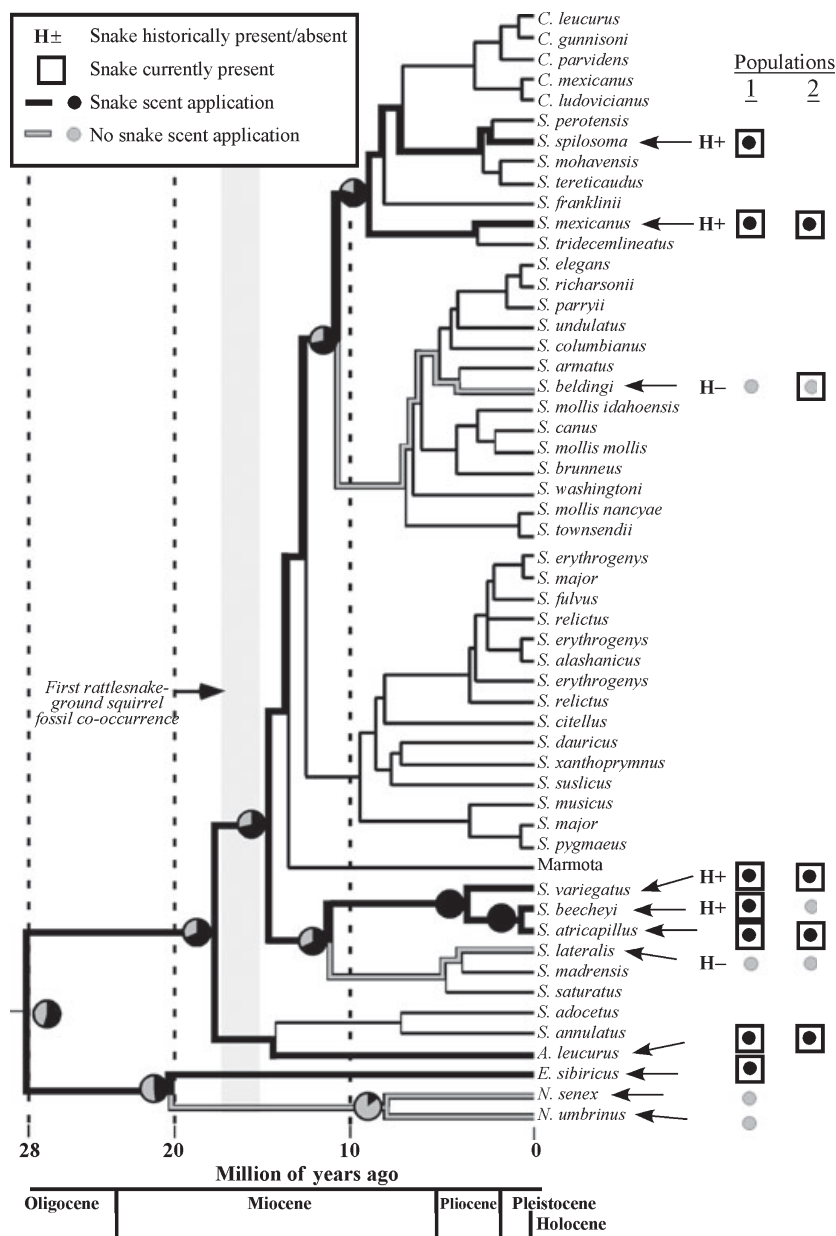 H± Snake historically present/absent
Snake currently present
Snake scent application
No snake scent application
Populations
1 2
C. leucurus
C. gunnisoni
C. parvidens
C. mexicanus
C. ludovicianus
S. perotensis
S. spilosoma H+
S. mohavensis
S. tereticaudus
S. franklinii
S. mexicanus H+
S. tridecemlineatus
S. elegans
S. richarsonii
S. parryii
S. undulatus
S. columbianus
S. armatus
S. beldingi H–
S. mollis idahoensis
S. canus
S. mollis mollis
S. brunneus
S. washingtoni
S. mollis nancyae
S. townsendii
S. erythrogenys
S. major
S. fulvus
S. relictus
S. erythrogenys
S. alashanicus
S. erythrogenys
S. relictus
S. citellus
S. dauricus
S. xanthoprymnus
S. suslicus
S. musicus
S. major
S. pygmaeus
Marmota
S. variegatus H+
S. beecheyi H+
S. atricapillus
S. lateralis H–
S. madrensis
S. saturatus
S. adocetus
S. annulatus
A. leucurus
E. sibiricus
N. senex
N. umbrinus
First rattlesnake-
ground squirrel
fossil co-occurrence
28 20 10 0
Million of years ago
Oligocene Miocene Pliocene Pleistocene
Holocene